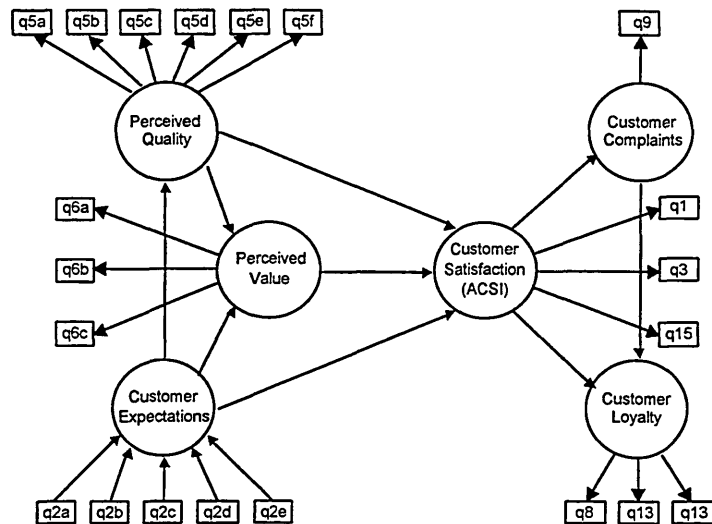 q5a q5b q5c q5d q5e q5f
q9
Perceived
Quality
Customer
Complaints
q6a
q6b
q6c
Perceived
Value
Customer
Satisfaction
(ACSI)
q1
q3
q15
Customer
Expectations
Customer
Loyalty
q2a q2b q2c q2d q2e
q8 q13 q13